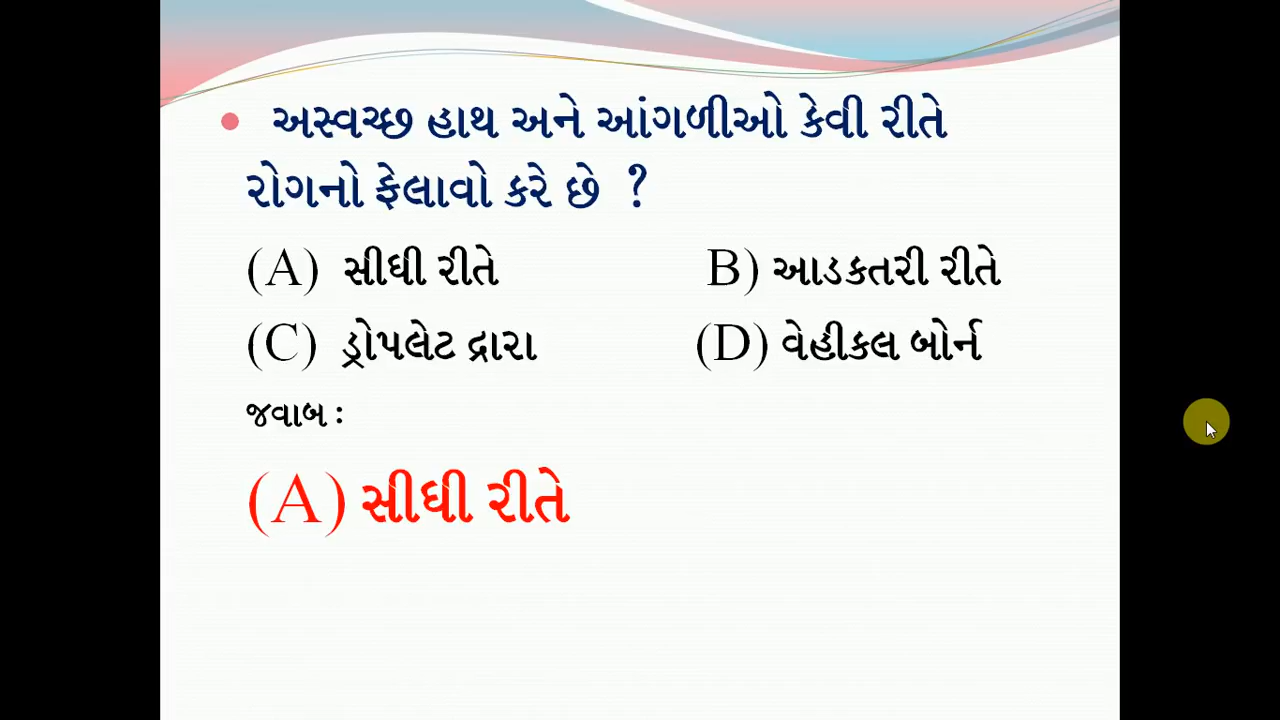 અસ્વચ્છ હાથ અને આંગળીઓ કેવી રીતે
રોગનો ફેલાવો કરે છે ?
(A) સીધી રીતે B) આડકતરી રીતે
(C) ડ્રોપલેટ દ્રારા (D) વેહીકલ બોર્ન
જવાબ :
(A) સીધી રીતે